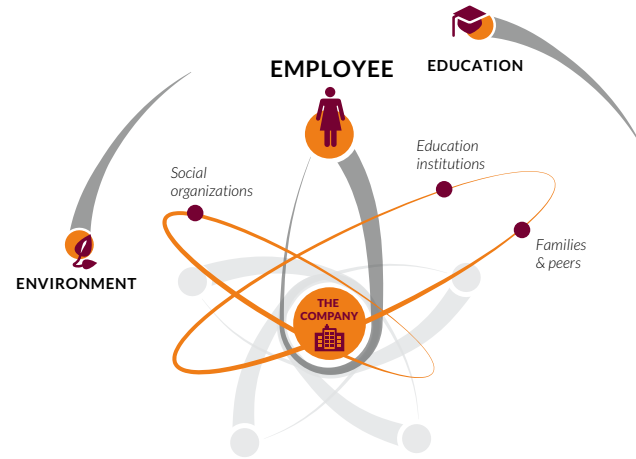 EMPLOYEE
EDUCATION
Education
institutions
Social
organizations
Families
& peers
ENVIRONMENT
THE
COMPANY